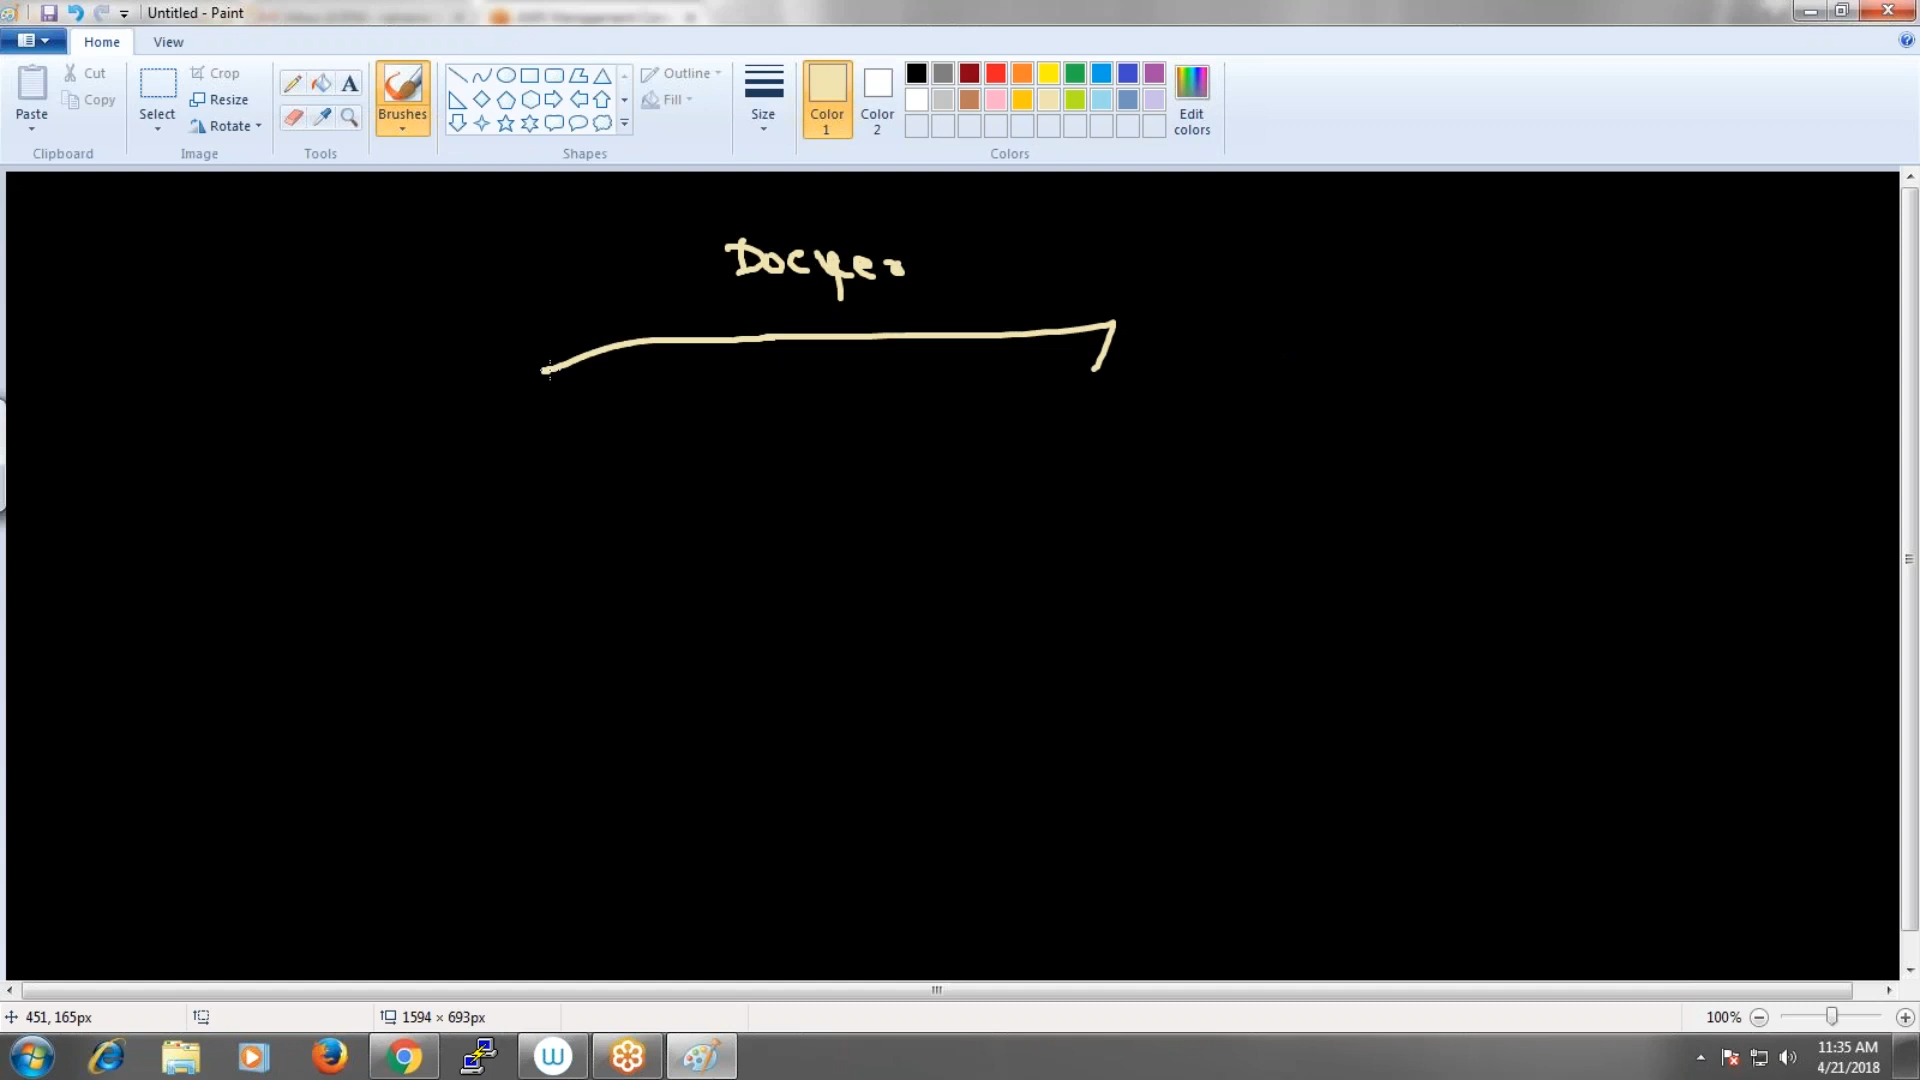 Untitled - Paint
Home View
Paste
Cut
Copy
Clipboard
Select
Crop
Resize
Rotate
Image
Tools
Brushes
Shapes
Outline
Fill
Size
Color 1
Color 2
Edit colors
Colors
Docker
451, 165px
1594 × 693px
100%
11:35 AM
4/21/2018